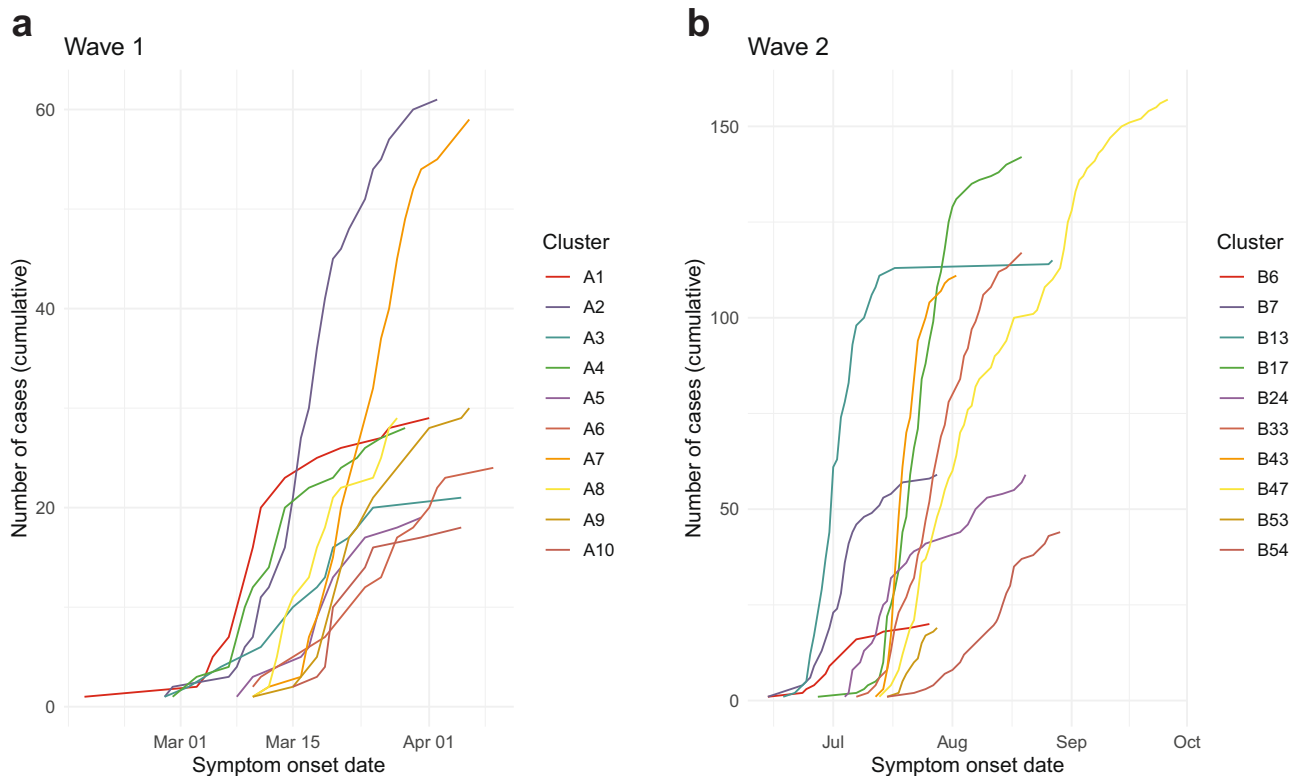 a
Wave 1
60
40
20
0
Number of cases (cumulative)
Mar 01
Mar 15
Apr 01
Symptom onset date
Cluster
A1
A2
A3
A4
A5
A6
A7
A8
A9
A10
b
Wave 2
150
100
50
0
Number of cases (cumulative)
Jul
Aug
Sep
Oct
Symptom onset date
Cluster
B6
B7
B13
B17
B24
B33
B43
B47
B53
B54